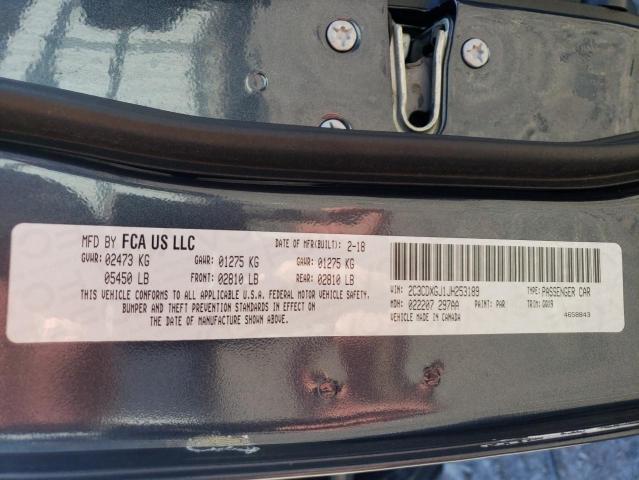 MFD BY FCA US LLC DATE OF MFR(BUILT): 2-18
GVWR: 02473 KG GAWR: 01275 KG GAWR: 01275 KG
05450 LB FRONT: 02810 LB REAR: 02810 LB
THIS VEHICLE CONFORMS TO ALL APPLICABLE U.S.A. FEDERAL MOTOR VEHICLE SAFETY,
BUMPER AND THEFT PREVENTION STANDARDS IN EFFECT ON
THE DATE OF MANUFACTURE SHOWN ABOVE.
VIN: 2C3CDXGJ1JH253189 TYPE: PASSENGER CAR
MDH: 022207 297AA PAINT: PAR TRIM: GRU9
VEHICLE MADE IN CANADA
4658843